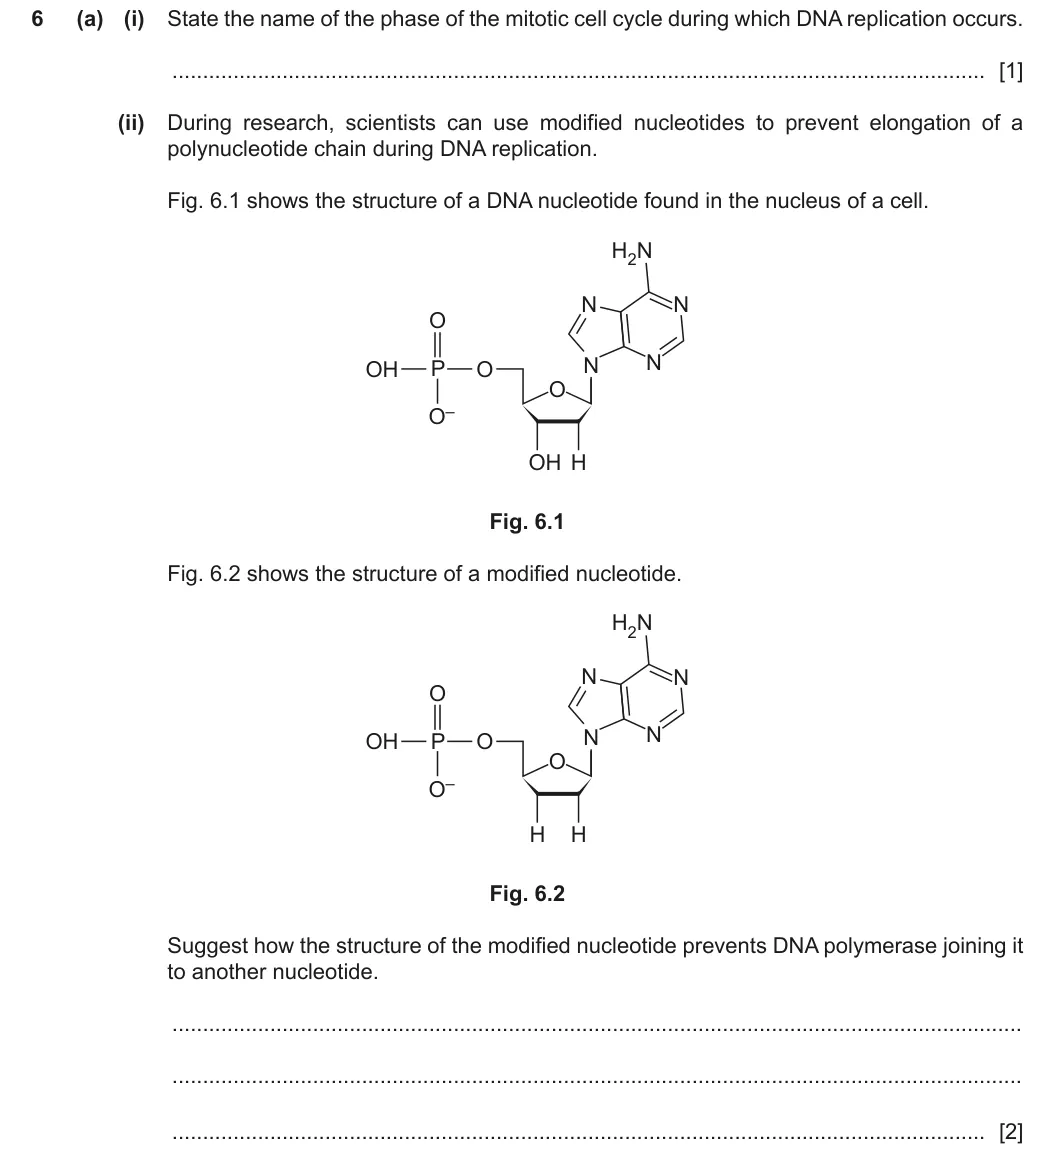 6 (a) (i) State the name of the phase of the mitotic cell cycle during which DNA replication occurs.
.......................................................................................................................... [1]
(ii) During research, scientists can use modified nucleotides to prevent elongation of a
polynucleotide chain during DNA replication.
Fig. 6.1 shows the structure of a DNA nucleotide found in the nucleus of a cell.
H₂N
N N
O
N N
OH P O
O
O–
OH H
Fig. 6.1
Fig. 6.2 shows the structure of a modified nucleotide.
H₂N
N N
O
N N
OH P O
O
O–
H H
Fig. 6.2
Suggest how the structure of the modified nucleotide prevents DNA polymerase joining it
to another nucleotide.
..........................................................................................................................
..........................................................................................................................
.......................................................................................................................... [2]